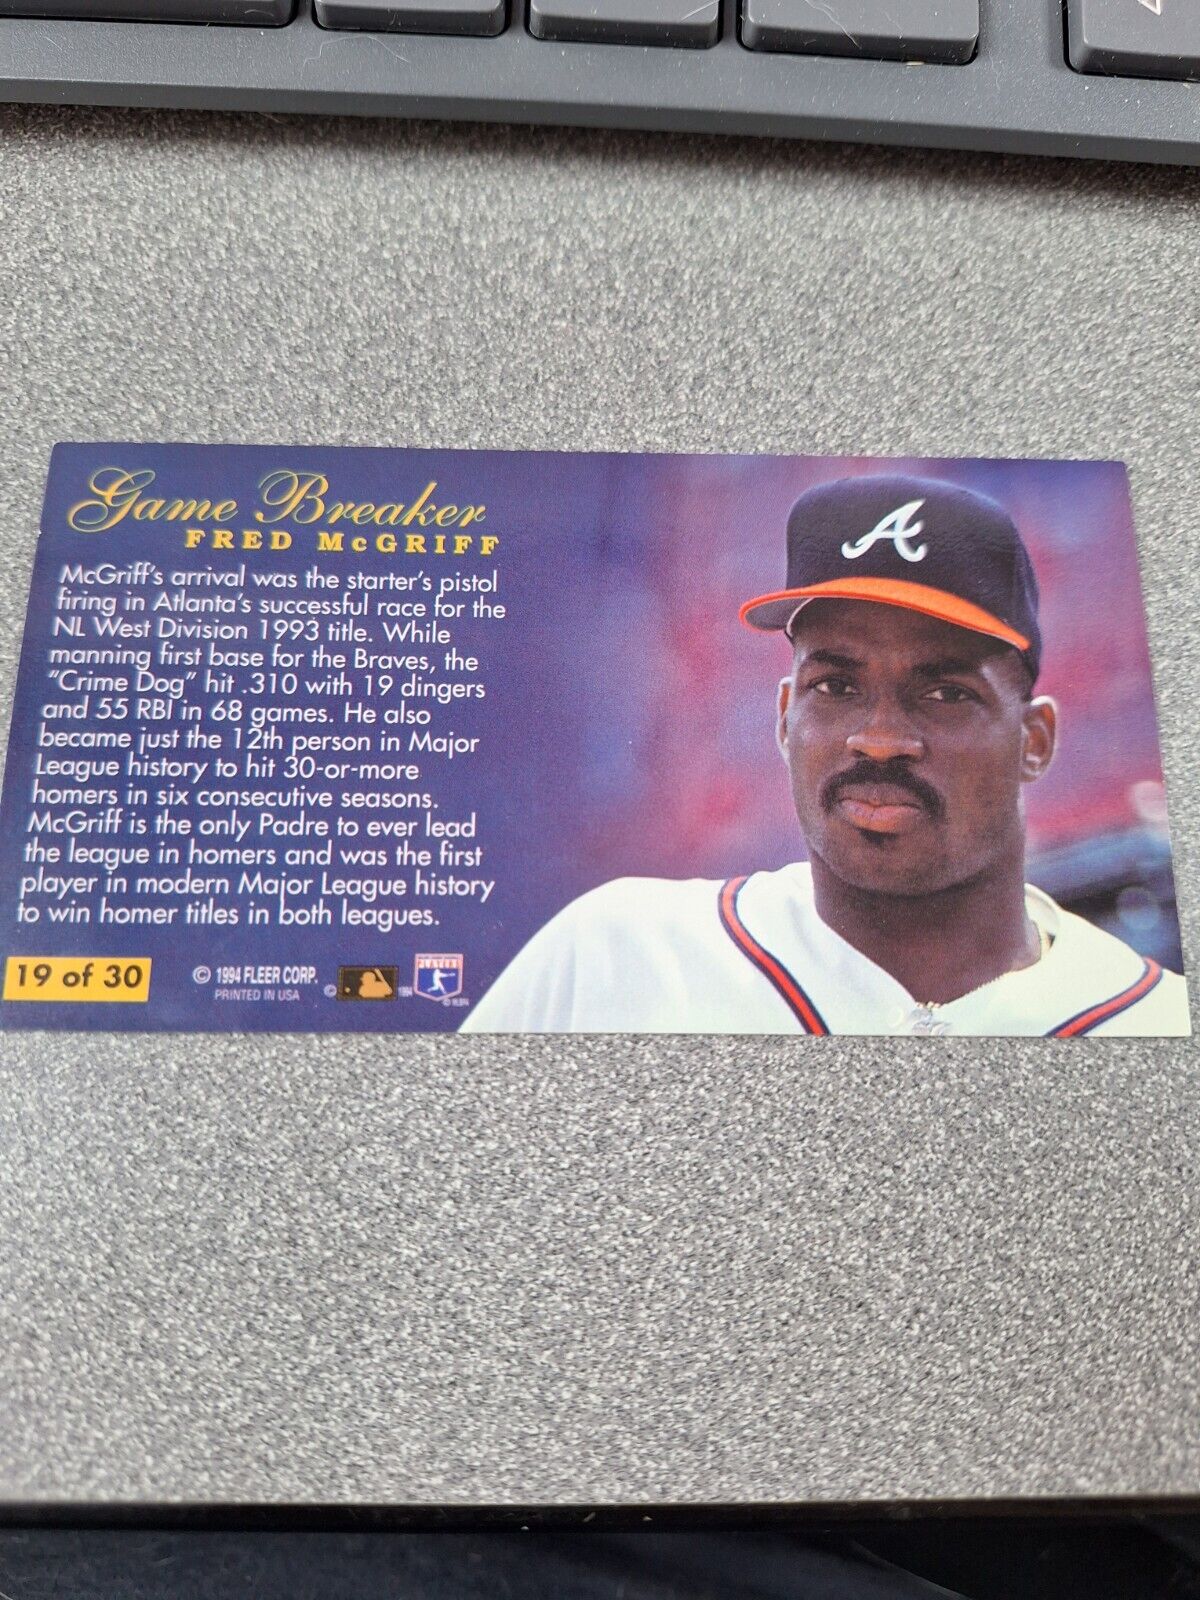 Game Breaker
FRED McGRIFF
McGriff's arrival was the starter's pistol
firing in Atlanta's successful race for the
NL West Division 1993 title. While
manning first base for the Braves, the
"Crime Dog" hit .310 with 19 dingers
and 55 RBI in 68 games. He also
became just the 12th person in Major
League history to hit 30-or-more
homers in six consecutive seasons.
McGriff is the only Padre to ever lead
the league in homers and was the first
player in modern Major League history
to win homer titles in both leagues.
19 of 30
© 1994 FLEER CORP.
PRINTED IN USA
© 1994
PLAYERS
A